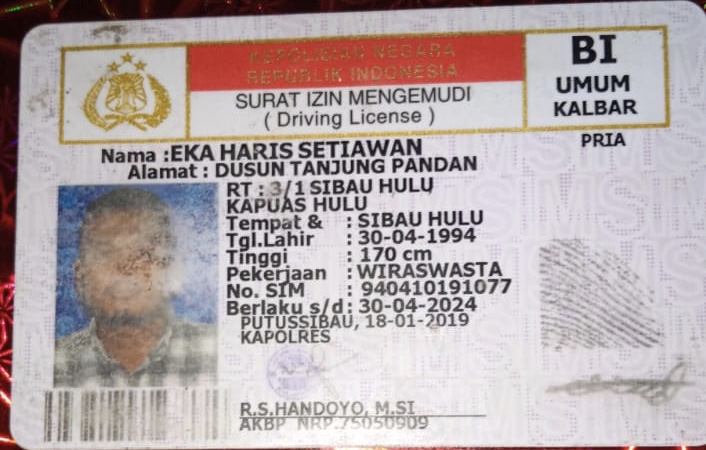 KEPOLISIAN NEGARA
REPUBLIK INDONESIA
SURAT IZIN MENGEMUDI
( Driving License )
BI
UMUM
KALBAR
PRIA
Nama :EKA HARIS SETIAWAN
Alamat : DUSUN TANJUNG PANDAN
RT : 3/1 SIBAU HULU
KAPUAS HULU
Tempat & : SIBAU HULU
Tgl.Lahir : 30-04-1994
Tinggi : 170 cm
Pekerjaan : WIRASWASTA
No. SIM : 940410191077
Berlaku s/d : 30-04-2024
PUTUSSIBAU, 18-01-2019
KAPOLRES
R.S.HANDOYO, M.SI
AKBP NRP.75050909